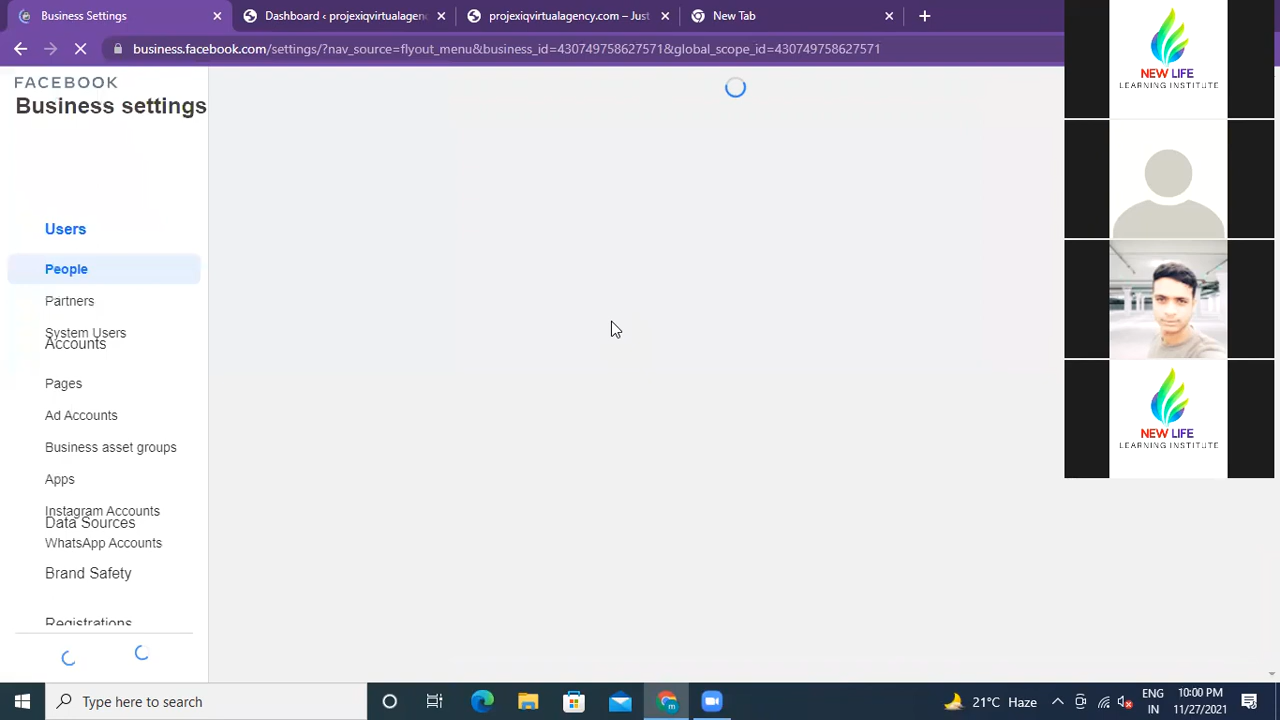 Business Settings
Dashboard ‹ projexiqvirtualagenc
projexiqvirtualagency.com – Just
New Tab
business.facebook.com/settings/?nav_source=flyout_menu&business_id=430749758627571&global_scope_id=430749758627571
FACEBOOK
Business settings
Users
People
Partners
System Users
Accounts
Pages
Ad Accounts
Business asset groups
Apps
Instagram Accounts
Data Sources
WhatsApp Accounts
Brand Safety
Registrations
NEW LIFE
LEARNING INSTITUTE
NEW LIFE
LEARNING INSTITUTE
Type here to search
21°C Haze
ENG
IN
10:00 PM
11/27/2021